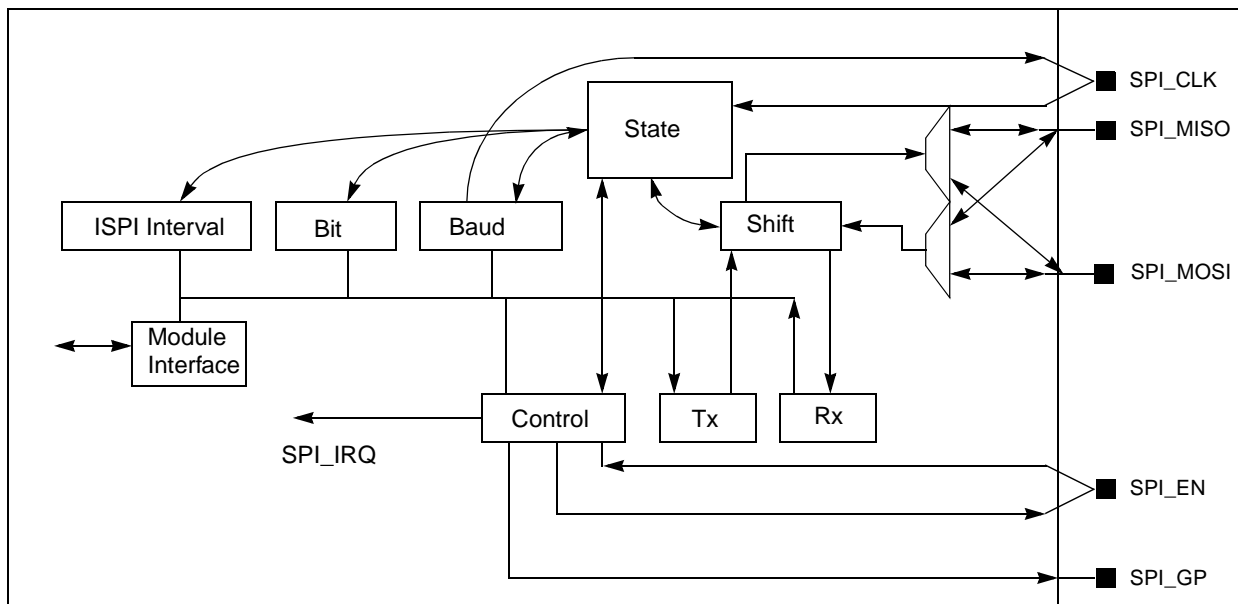 SPI_CLK
State
SPI_MISO
ISPI Interval
Bit
Baud
Shift
SPI_MOSI
Module
Interface
Control
Tx
Rx
SPI_IRQ
SPI_EN
SPI_GP